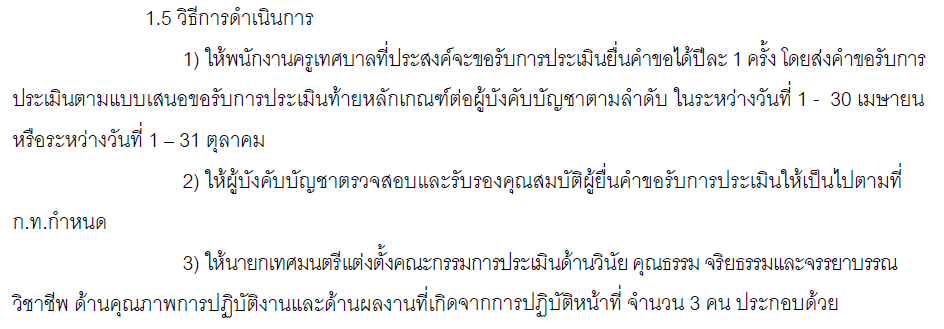 1.5 วิธีการดำเนินการ
1) ให้พนักงานครูเทศบาลที่ประสงค์จะขอรับการประเมินยื่นคำขอได้ปีละ 1 ครั้ง โดยส่งคำขอรับการ
ประเมินตามแบบเสนอขอรับการประเมินท้ายหลักเกณฑ์ต่อผู้บังคับบัญชาตามลำดับ ในระหว่างวันที่ 1 - 30 เมษายน
หรือระหว่างวันที่ 1 – 31 ตุลาคม
2) ให้ผู้บังคับบัญชาตรวจสอบและรับรองคุณสมบัติผู้ยื่นคำขอรับการประเมินให้เป็นไปตามที่
ก.ท.กำหนด
3) ให้นายกเทศมนตรีแต่งตั้งคณะกรรมการประเมินด้านวินัย คุณธรรม จริยธรรมและจรรยาบรรณ
วิชาชีพ ด้านคุณภาพการปฏิบัติงานและด้านผลงานที่เกิดจากการปฏิบัติหน้าที่ จำนวน 3 คน ประกอบด้วย